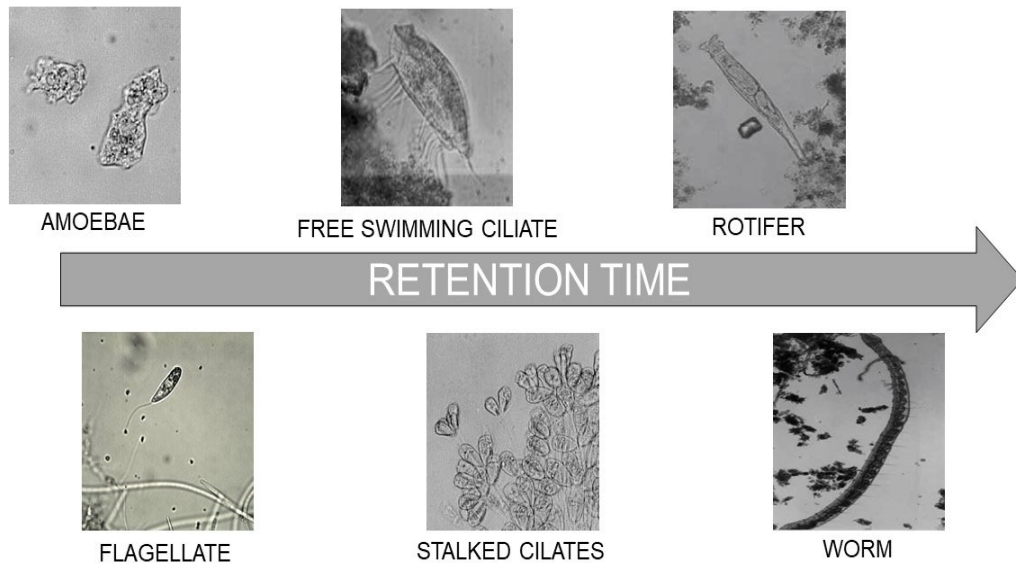 AMOEBAE
FREE SWIMMING CILIATE
ROTIFER
RETENTION TIME
FLAGELLATE
STALKED CILATES
WORM